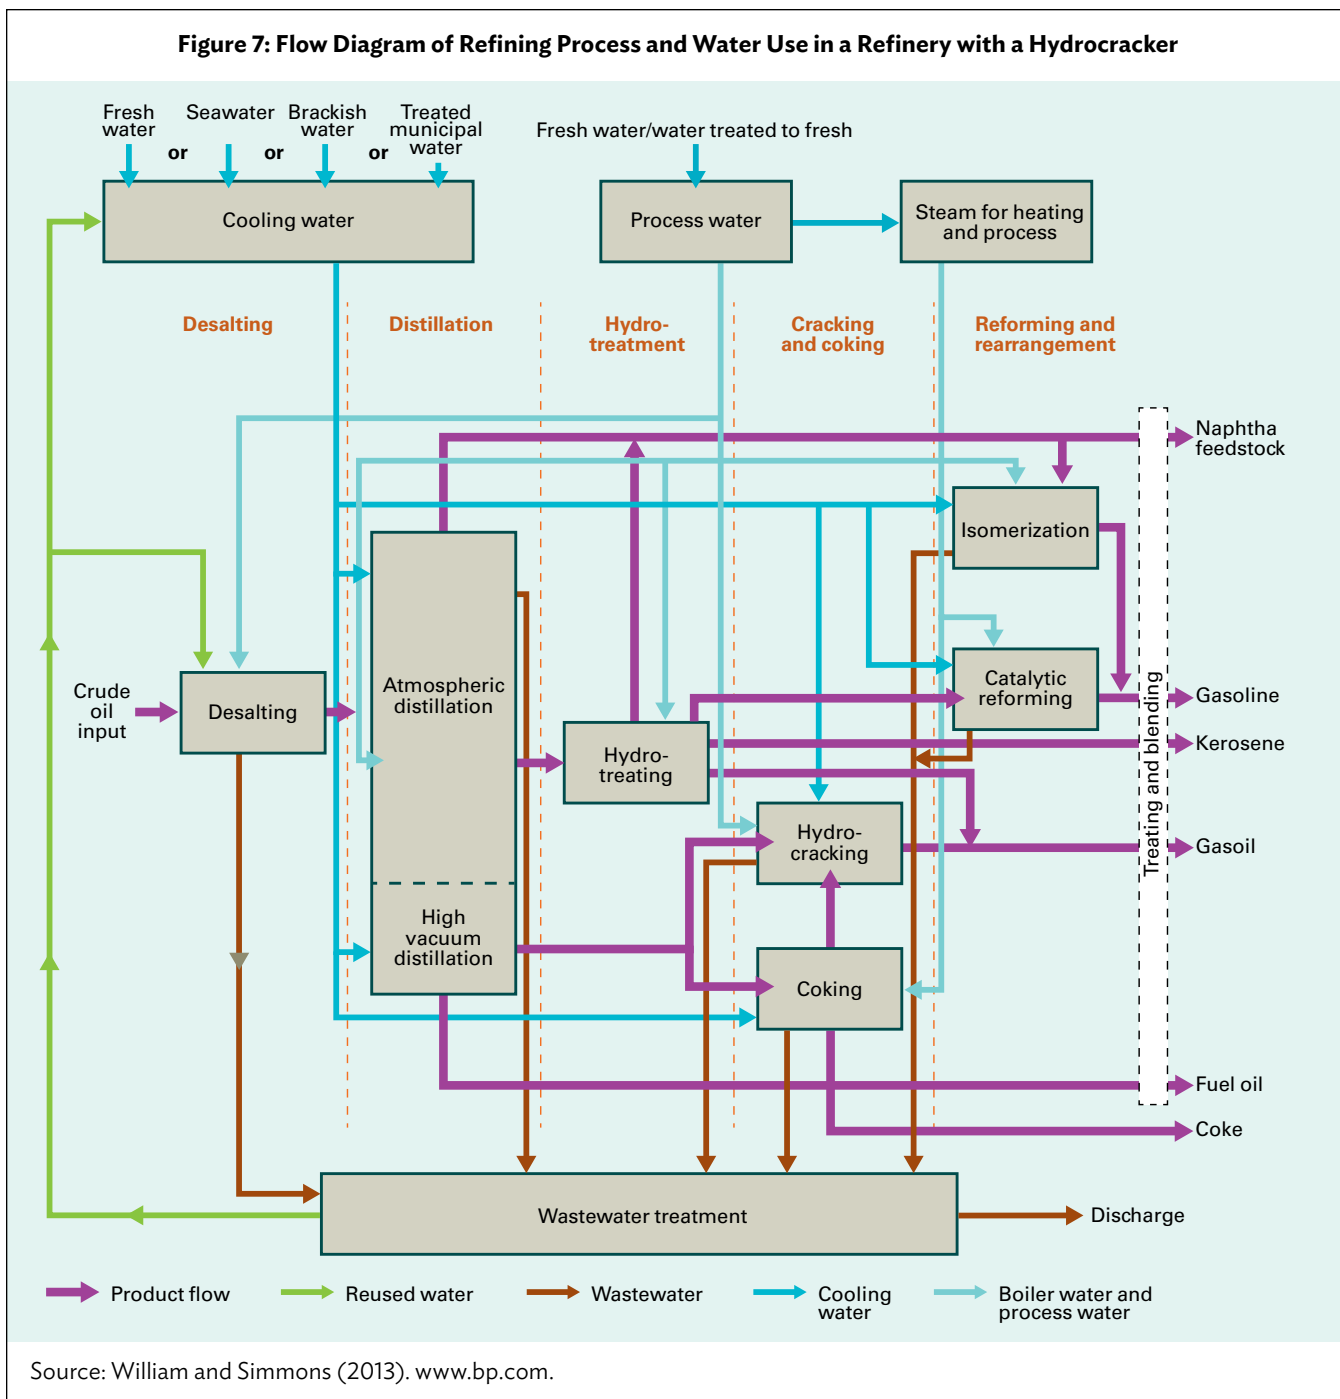 Figure 7: Flow Diagram of Refining Process and Water Use in a Refinery with a Hydrocracker
Fresh
water
or
Seawater
or
Brackish
water
or
Treated
municipal
water
Fresh water/water treated to fresh
Cooling water
Process water
Steam for heating
and process
Desalting
Distillation
Hydro-
treatment
Cracking
and coking
Reforming and
rearrangement
Naphtha
feedstock
Isomerization
Crude
oil
input
Desalting
Atmospheric
distillation
Catalytic
reforming
Gasoline
Hydro-
treating
Kerosene
Treating and blending
Hydro-
cracking
Gasoil
High
vacuum
distillation
Coking
Fuel oil
Coke
Wastewater treatment
Discharge
Product flow
Reused water
Wastewater
Cooling
water
Boiler water and
process water
Source: William and Simmons (2013). www.bp.com.